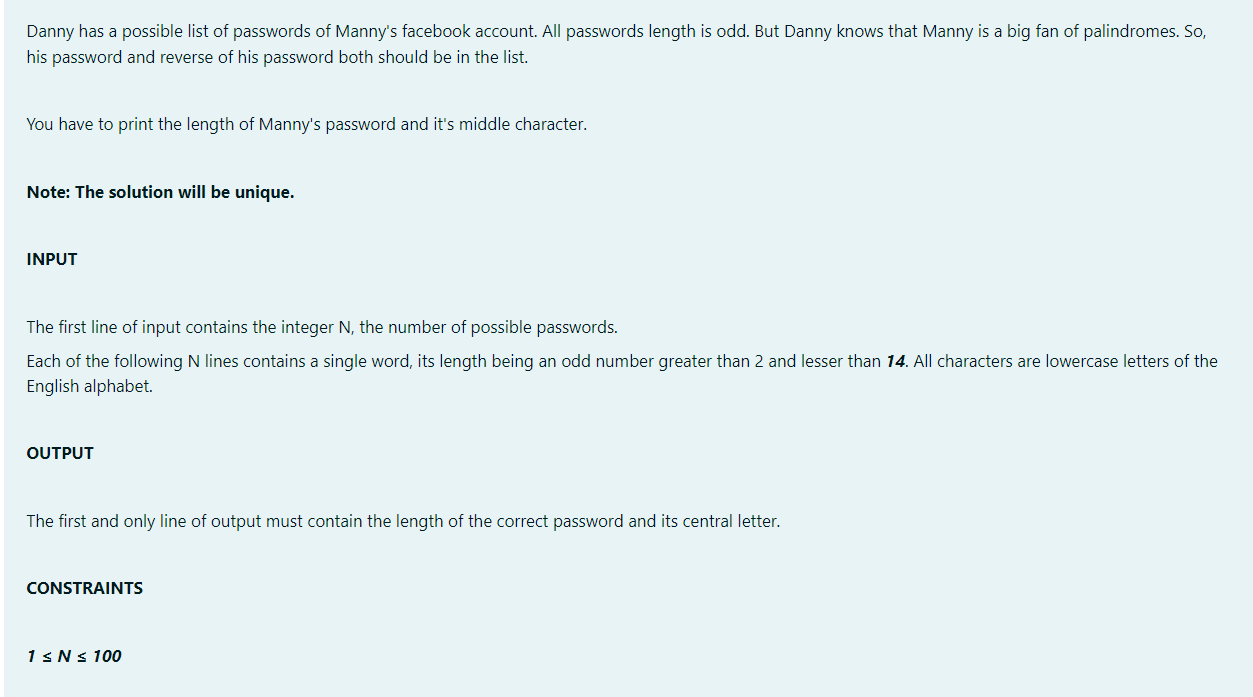 Danny has a possible list of passwords of Manny's facebook account. All passwords length is odd. But Danny knows that Manny is a big fan of palindromes. So,
his password and reverse of his password both should be in the list.
You have to print the length of Manny's password and it's middle character.
Note: The solution will be unique.
INPUT
The first line of input contains the integer N, the number of possible passwords.
Each of the following N lines contains a single word, its length being an odd number greater than 2 and lesser than 14. All characters are lowercase letters of the
English alphabet.
OUTPUT
The first and only line of output must contain the length of the correct password and its central letter.
CONSTRAINTS
1 ≤ N ≤ 100